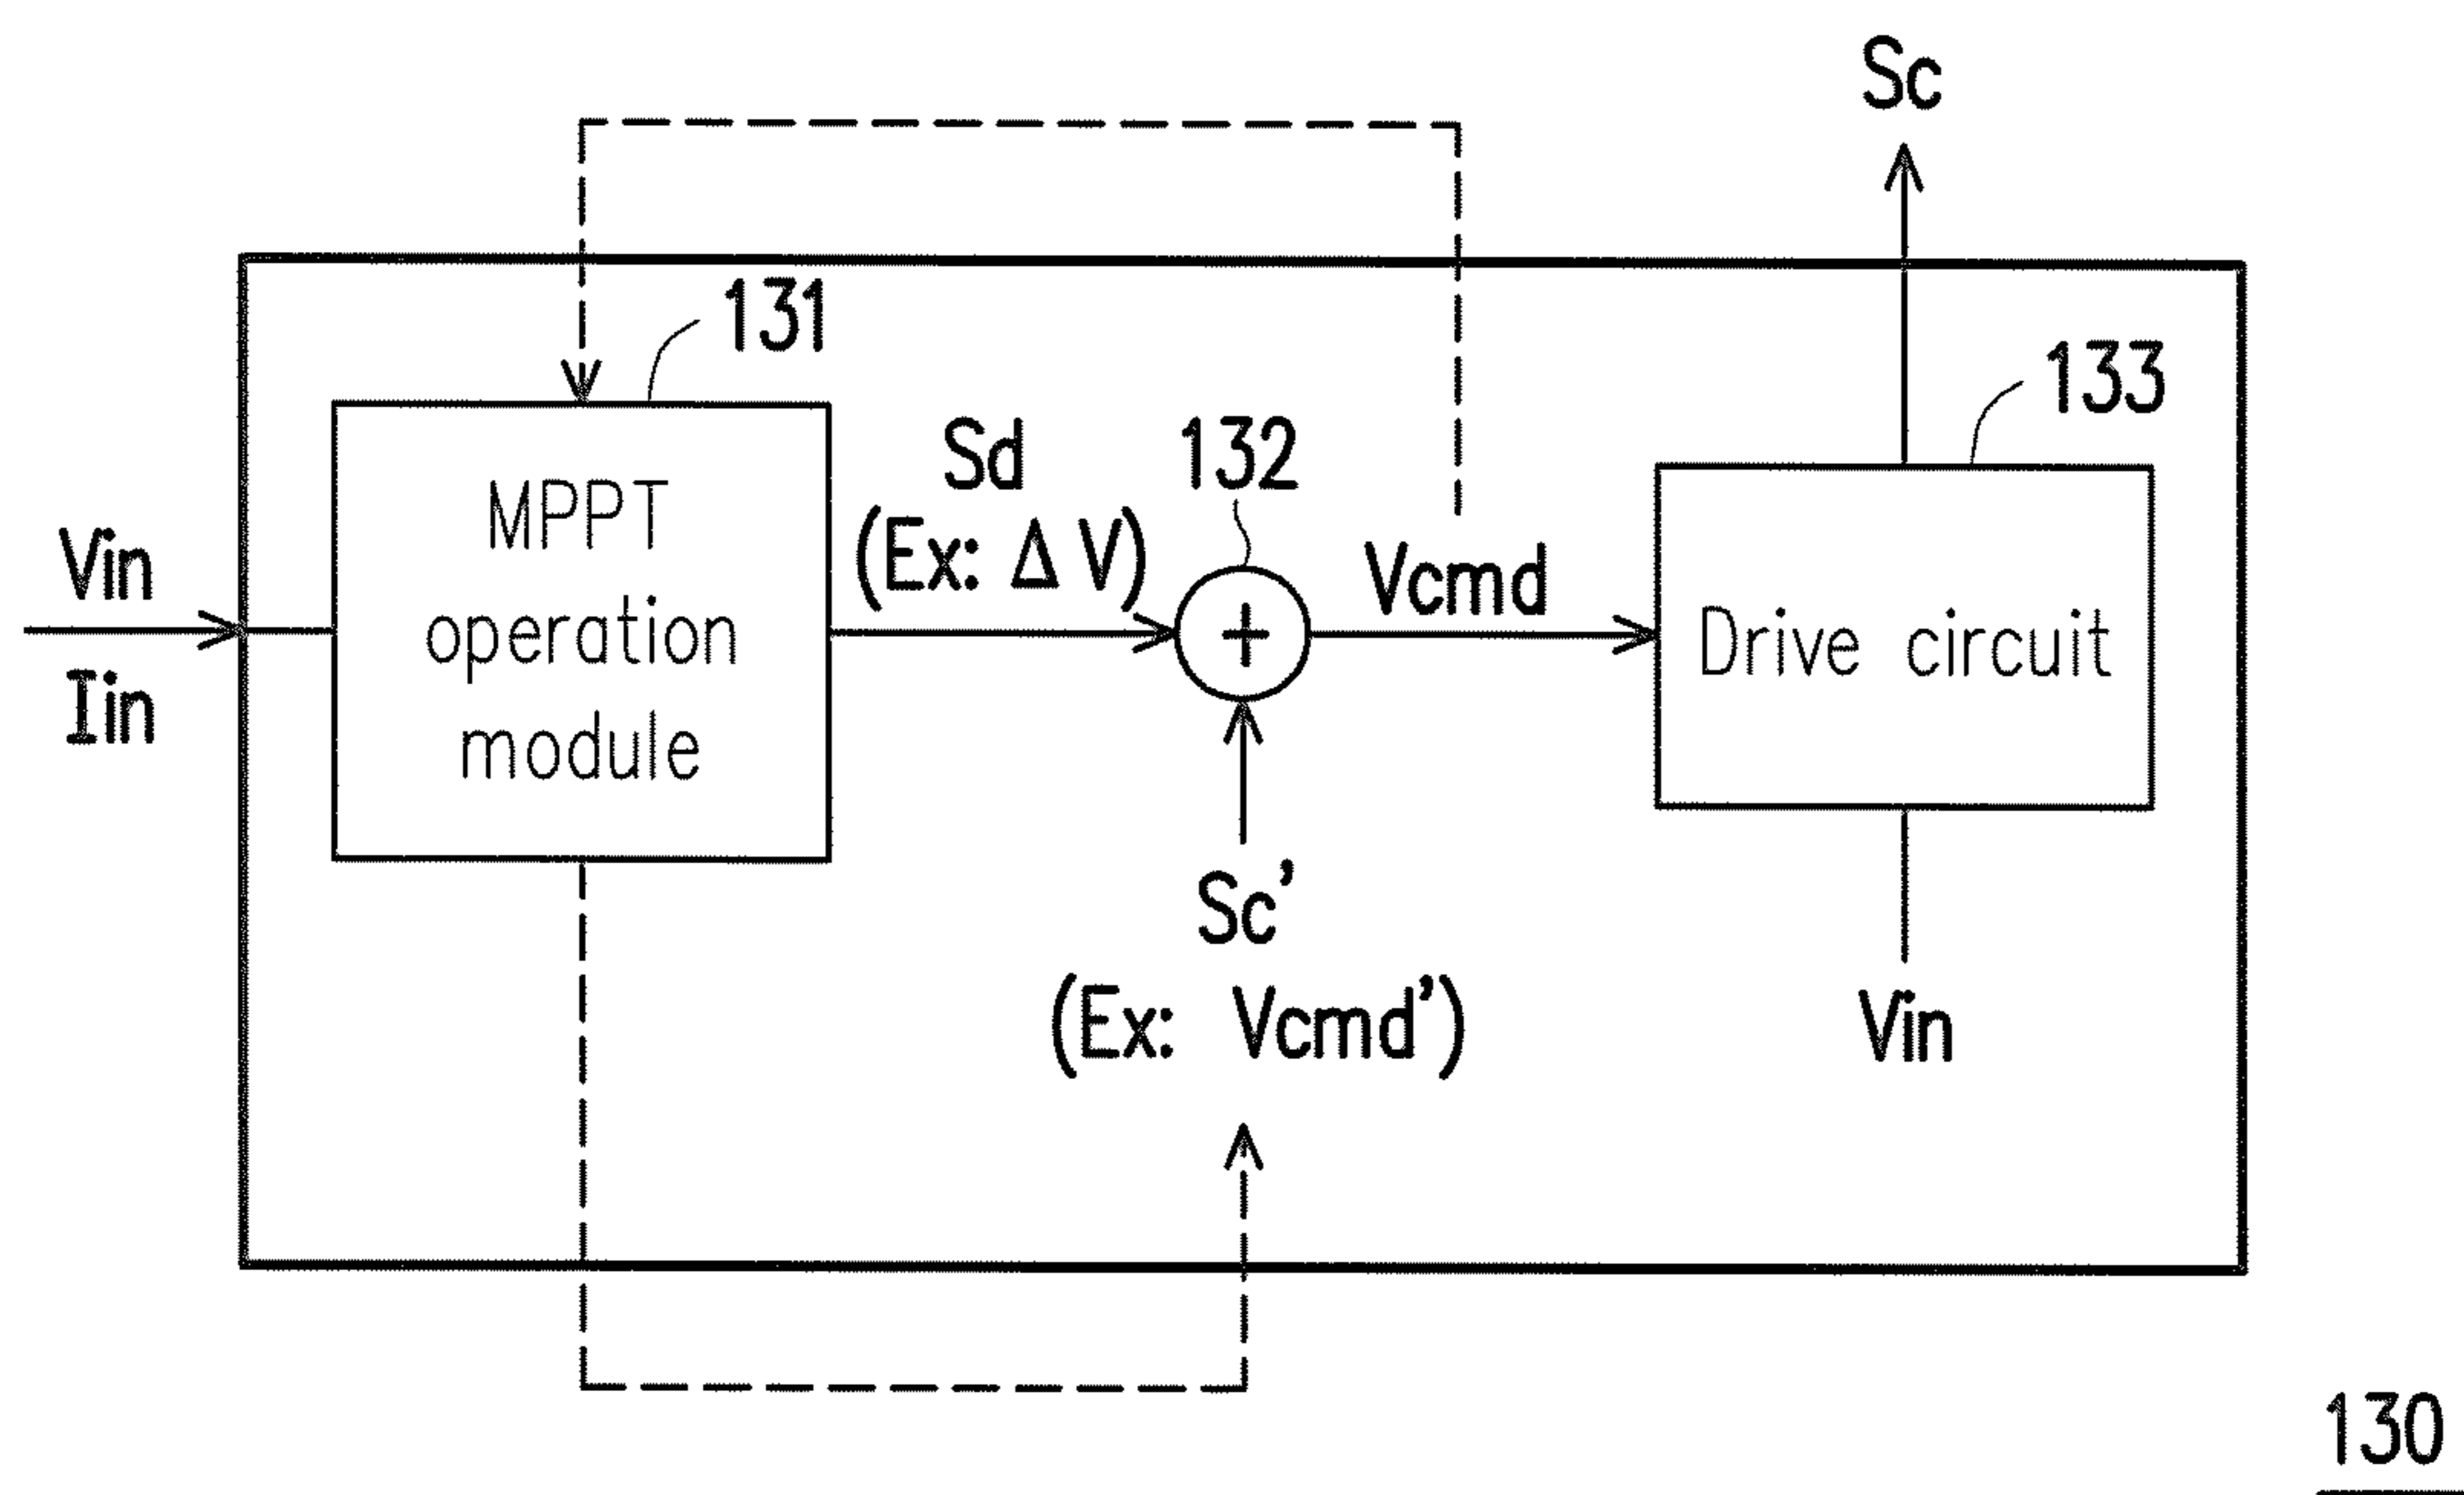 Sc
131
133
MPPT
operation
module
Vin
Iin
Sd
(Ex: Δ V)
132
Vcmd
Drive circuit
Sc'
(Ex: Vcmd')
Vin
130